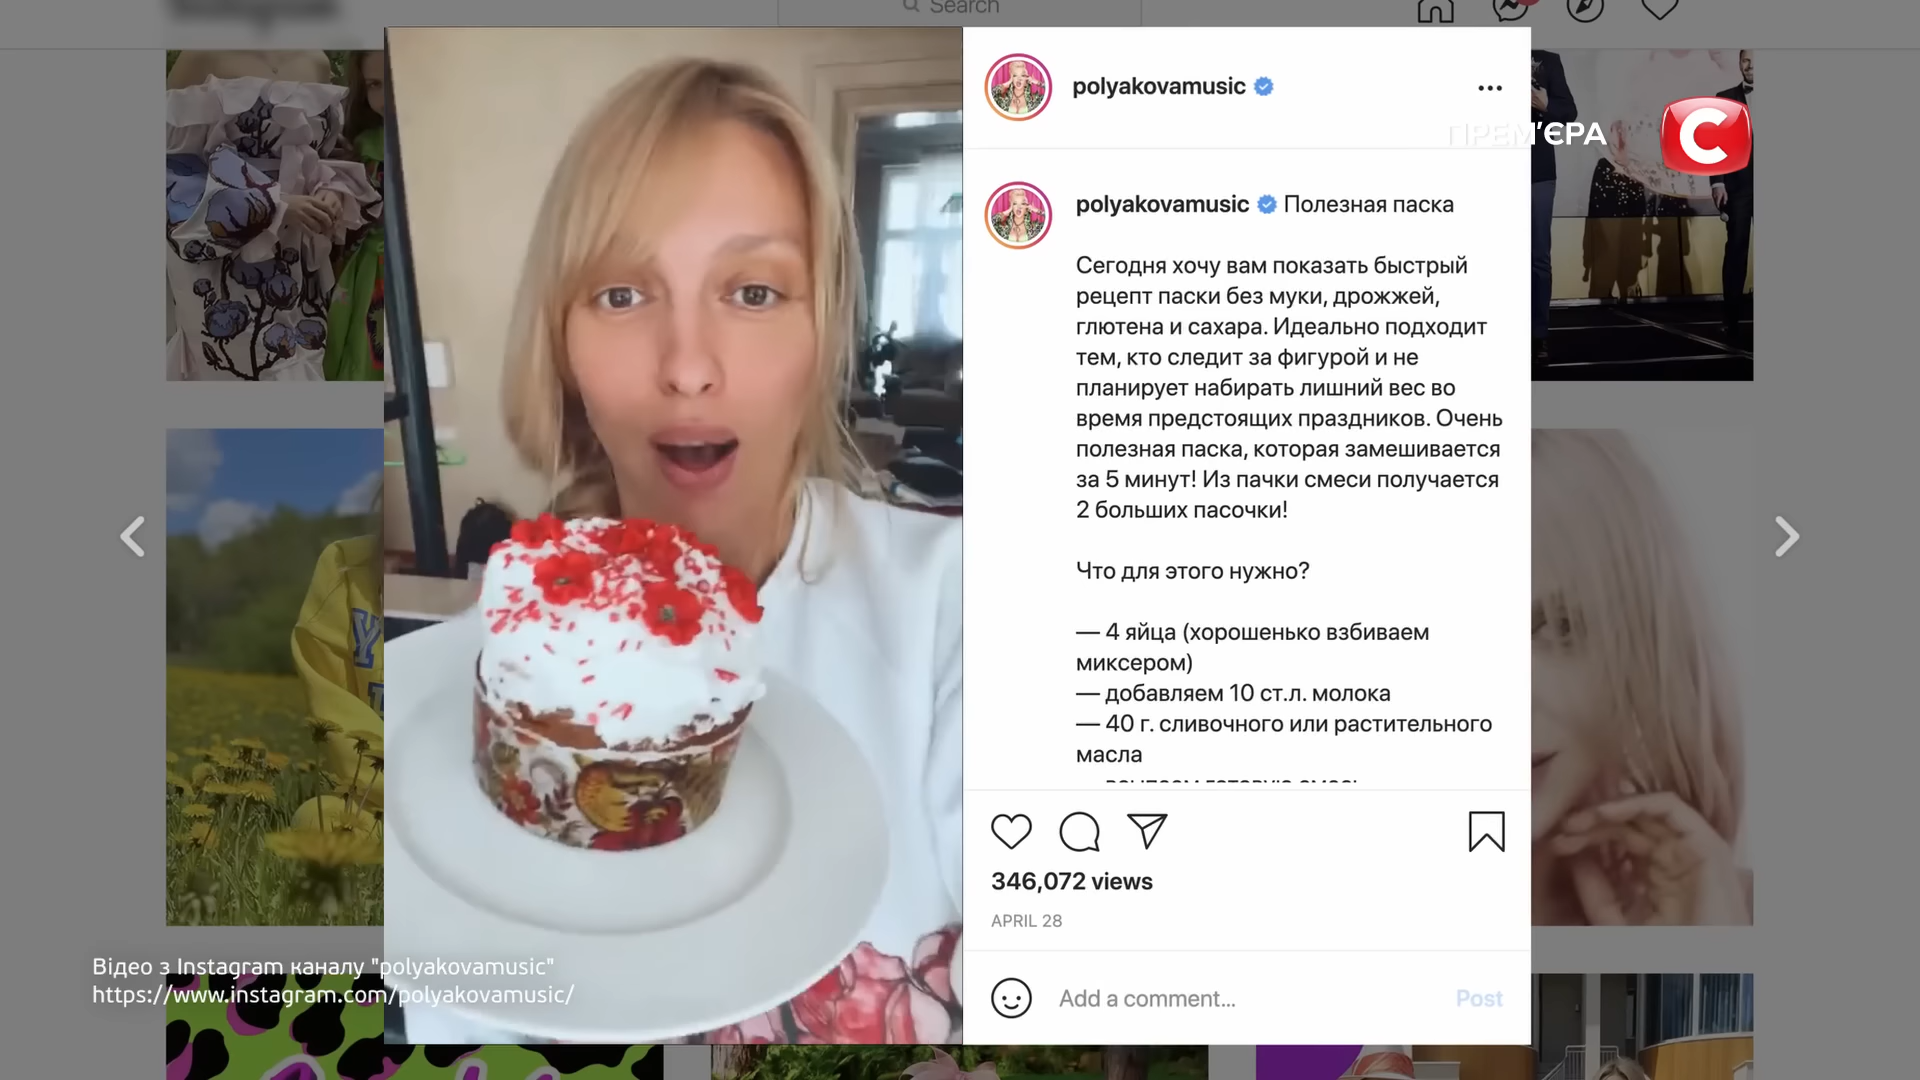 Search
polyakovamusic
ПРЕМ'ЄРА
polyakovamusic Полезная паска
Сегодня хочу вам показать быстрый
рецепт паски без муки, дрожжей,
глютена и сахара. Идеально подходит
тем, кто следит за фигурой и не
планирует набирать лишний вес во
время предстоящих праздников. Очень
полезная паска, которая замешивается
за 5 минут! Из пачки смеси получается
2 больших пасочки!
Что для этого нужно?
— 4 яйца (хорошенько взбиваем
миксером)
— добавляем 10 ст.л. молока
— 40 г. сливочного или растительного
масла
346,072 views
APRIL 28
Add a comment...
Post
Відео з Instagram каналу "polyakovamusic"
https://www.instagram.com/polyakovamusic/